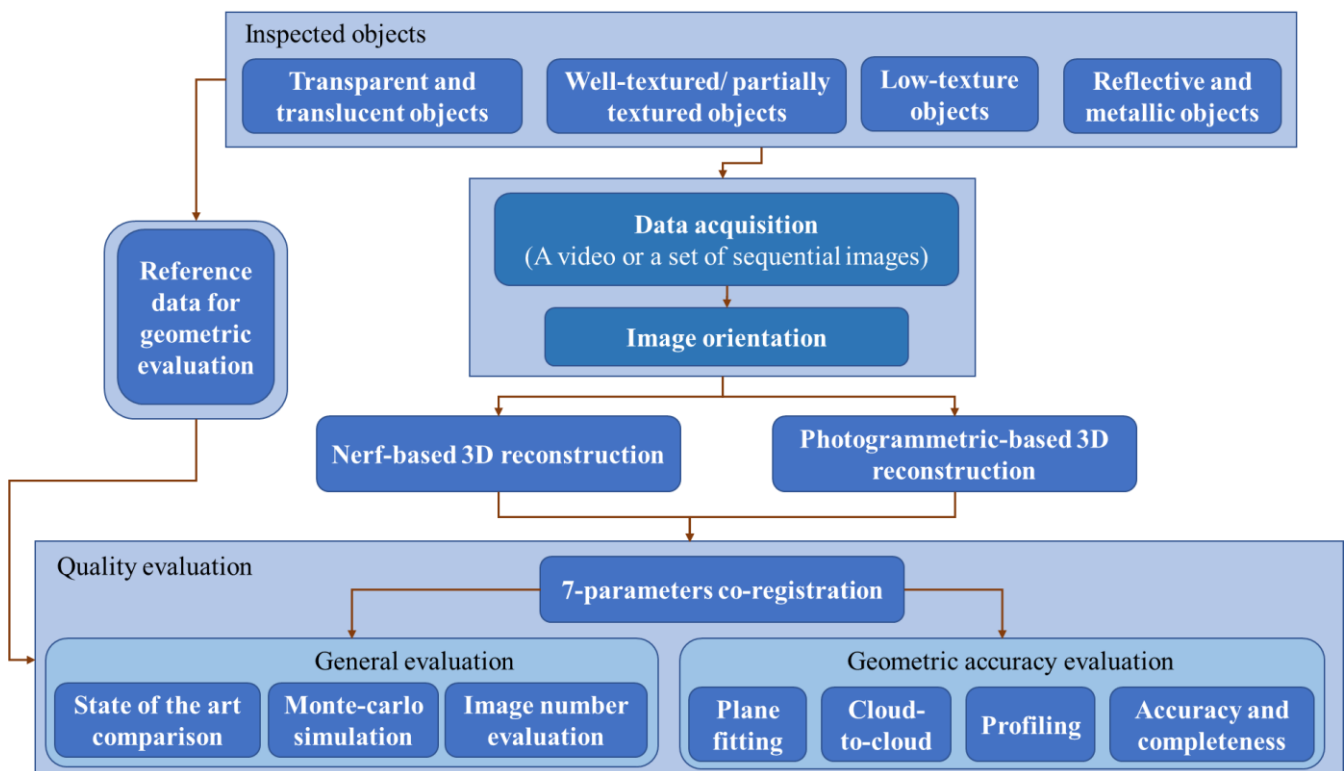 Inspected objects
Transparent and
translucent objects
Well-textured/ partially
textured objects
Low-texture
objects
Reflective and
metallic objects
Data acquisition
(A video or a set of sequential images)
Image orientation
Reference
data for
geometric
evaluation
Nerf-based 3D reconstruction
Photogrammetric-based 3D
reconstruction
Quality evaluation
7-parameters co-registration
General evaluation
State of the art
comparison
Monte-carlo
simulation
Image number
evaluation
Geometric accuracy evaluation
Plane
fitting
Cloud-
to-cloud
Profiling
Accuracy and
completeness